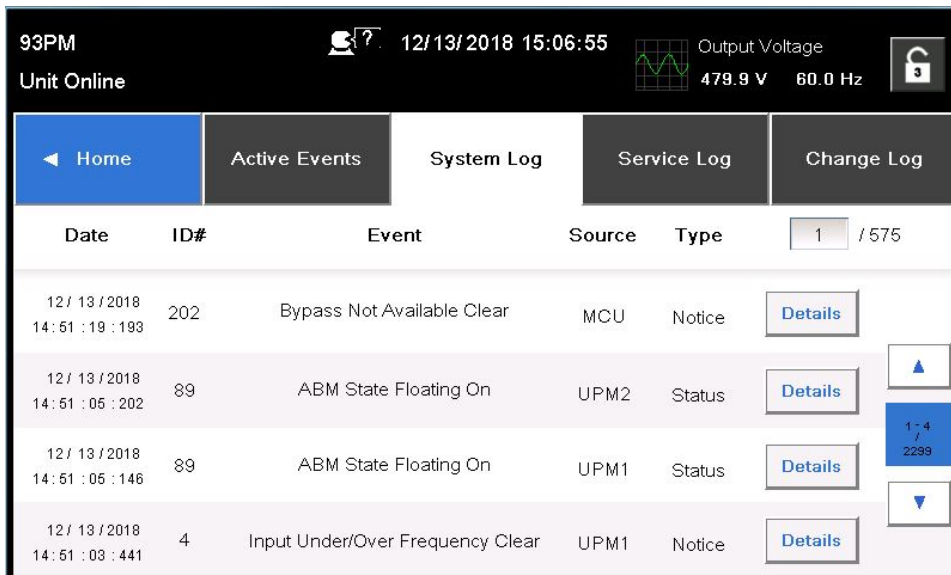 93PM
?
12/13/2018 15:06:55
Output Voltage
Unit Online
479.9 V 60.0 Hz
3
◄ Home
Active Events
System Log
Service Log
Change Log
Date ID# Event Source Type 1 / 575
12 / 13 / 2018
14:51 :19 :193
202 Bypass Not Available Clear MCU Notice Details
12 / 13 / 2018
14:51 :05 :202
89 ABM State Floating On UPM2 Status Details
▲
1 - 4
/
2299
12 / 13 / 2018
14:51 :05 :146
89 ABM State Floating On UPM1 Status Details
▼
12 / 13 / 2018
14:51 :03 :441
4 Input Under/Over Frequency Clear UPM1 Notice Details